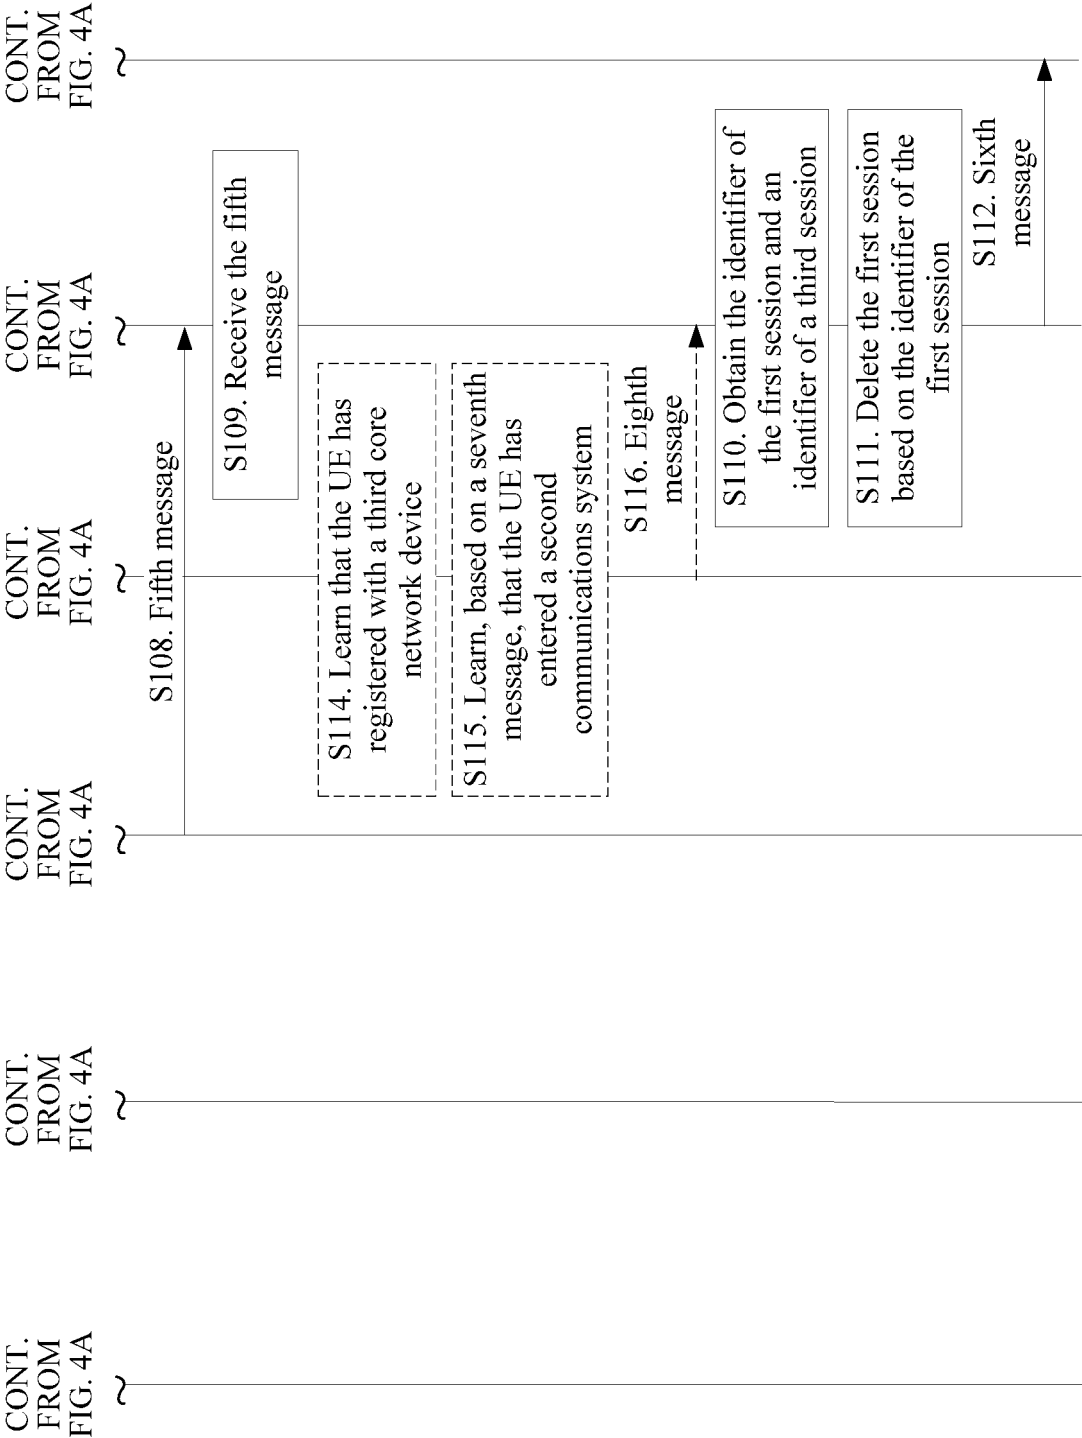 CONT.
FROM
FIG. 4A
CONT.
FROM
FIG. 4A
CONT.
FROM
FIG. 4A
CONT.
FROM
FIG. 4A
CONT.
FROM
FIG. 4A
CONT.
FROM
FIG. 4A
S108. Fifth message
S109. Receive the fifth
message
S114. Learn that the UE has
registered with a third core
network device
S115. Learn, based on a seventh
message, that the UE has
entered a second
communications system
S116. Eighth
message
S110. Obtain the identifier of
the first session and an
identifier of a third session
S111. Delete the first session
based on the identifier of the
first session
S112. Sixth
message